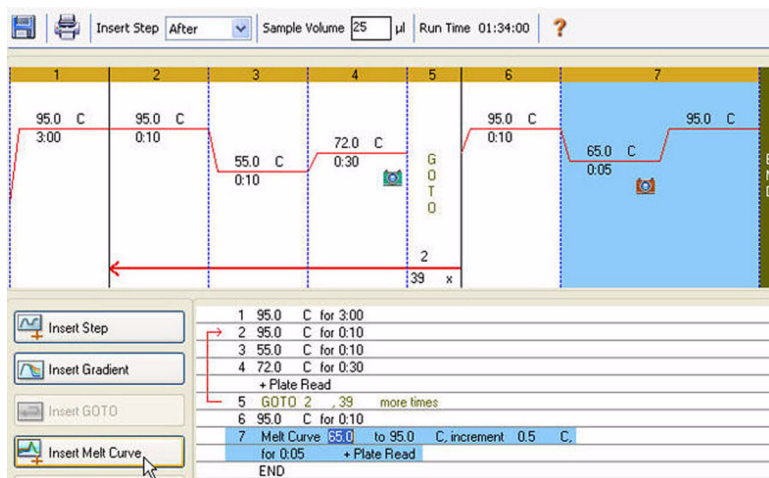 Insert Step After Sample Volume 25 µl Run Time 01:34:00 ?
1 2 3 4 5 6 7
95.0 C 95.0 C 95.0 C 95.0 C
3:00 0:10 0:10
72.0 C
0:30
55.0 C
0:10
65.0 C
0:05
G
O
T
O
2
39 x
E
N
D
Insert Step
Insert Gradient
Insert GOTO
Insert Melt Curve
1 95.0 C for 3:00
2 95.0 C for 0:10
3 55.0 C for 0:10
4 72.0 C for 0:30
+ Plate Read
5 GOTO 2 , 39 more times
6 95.0 C for 0:10
7 Melt Curve 65.0 to 95.0 C, increment 0.5 C,
for 0:05 + Plate Read
END